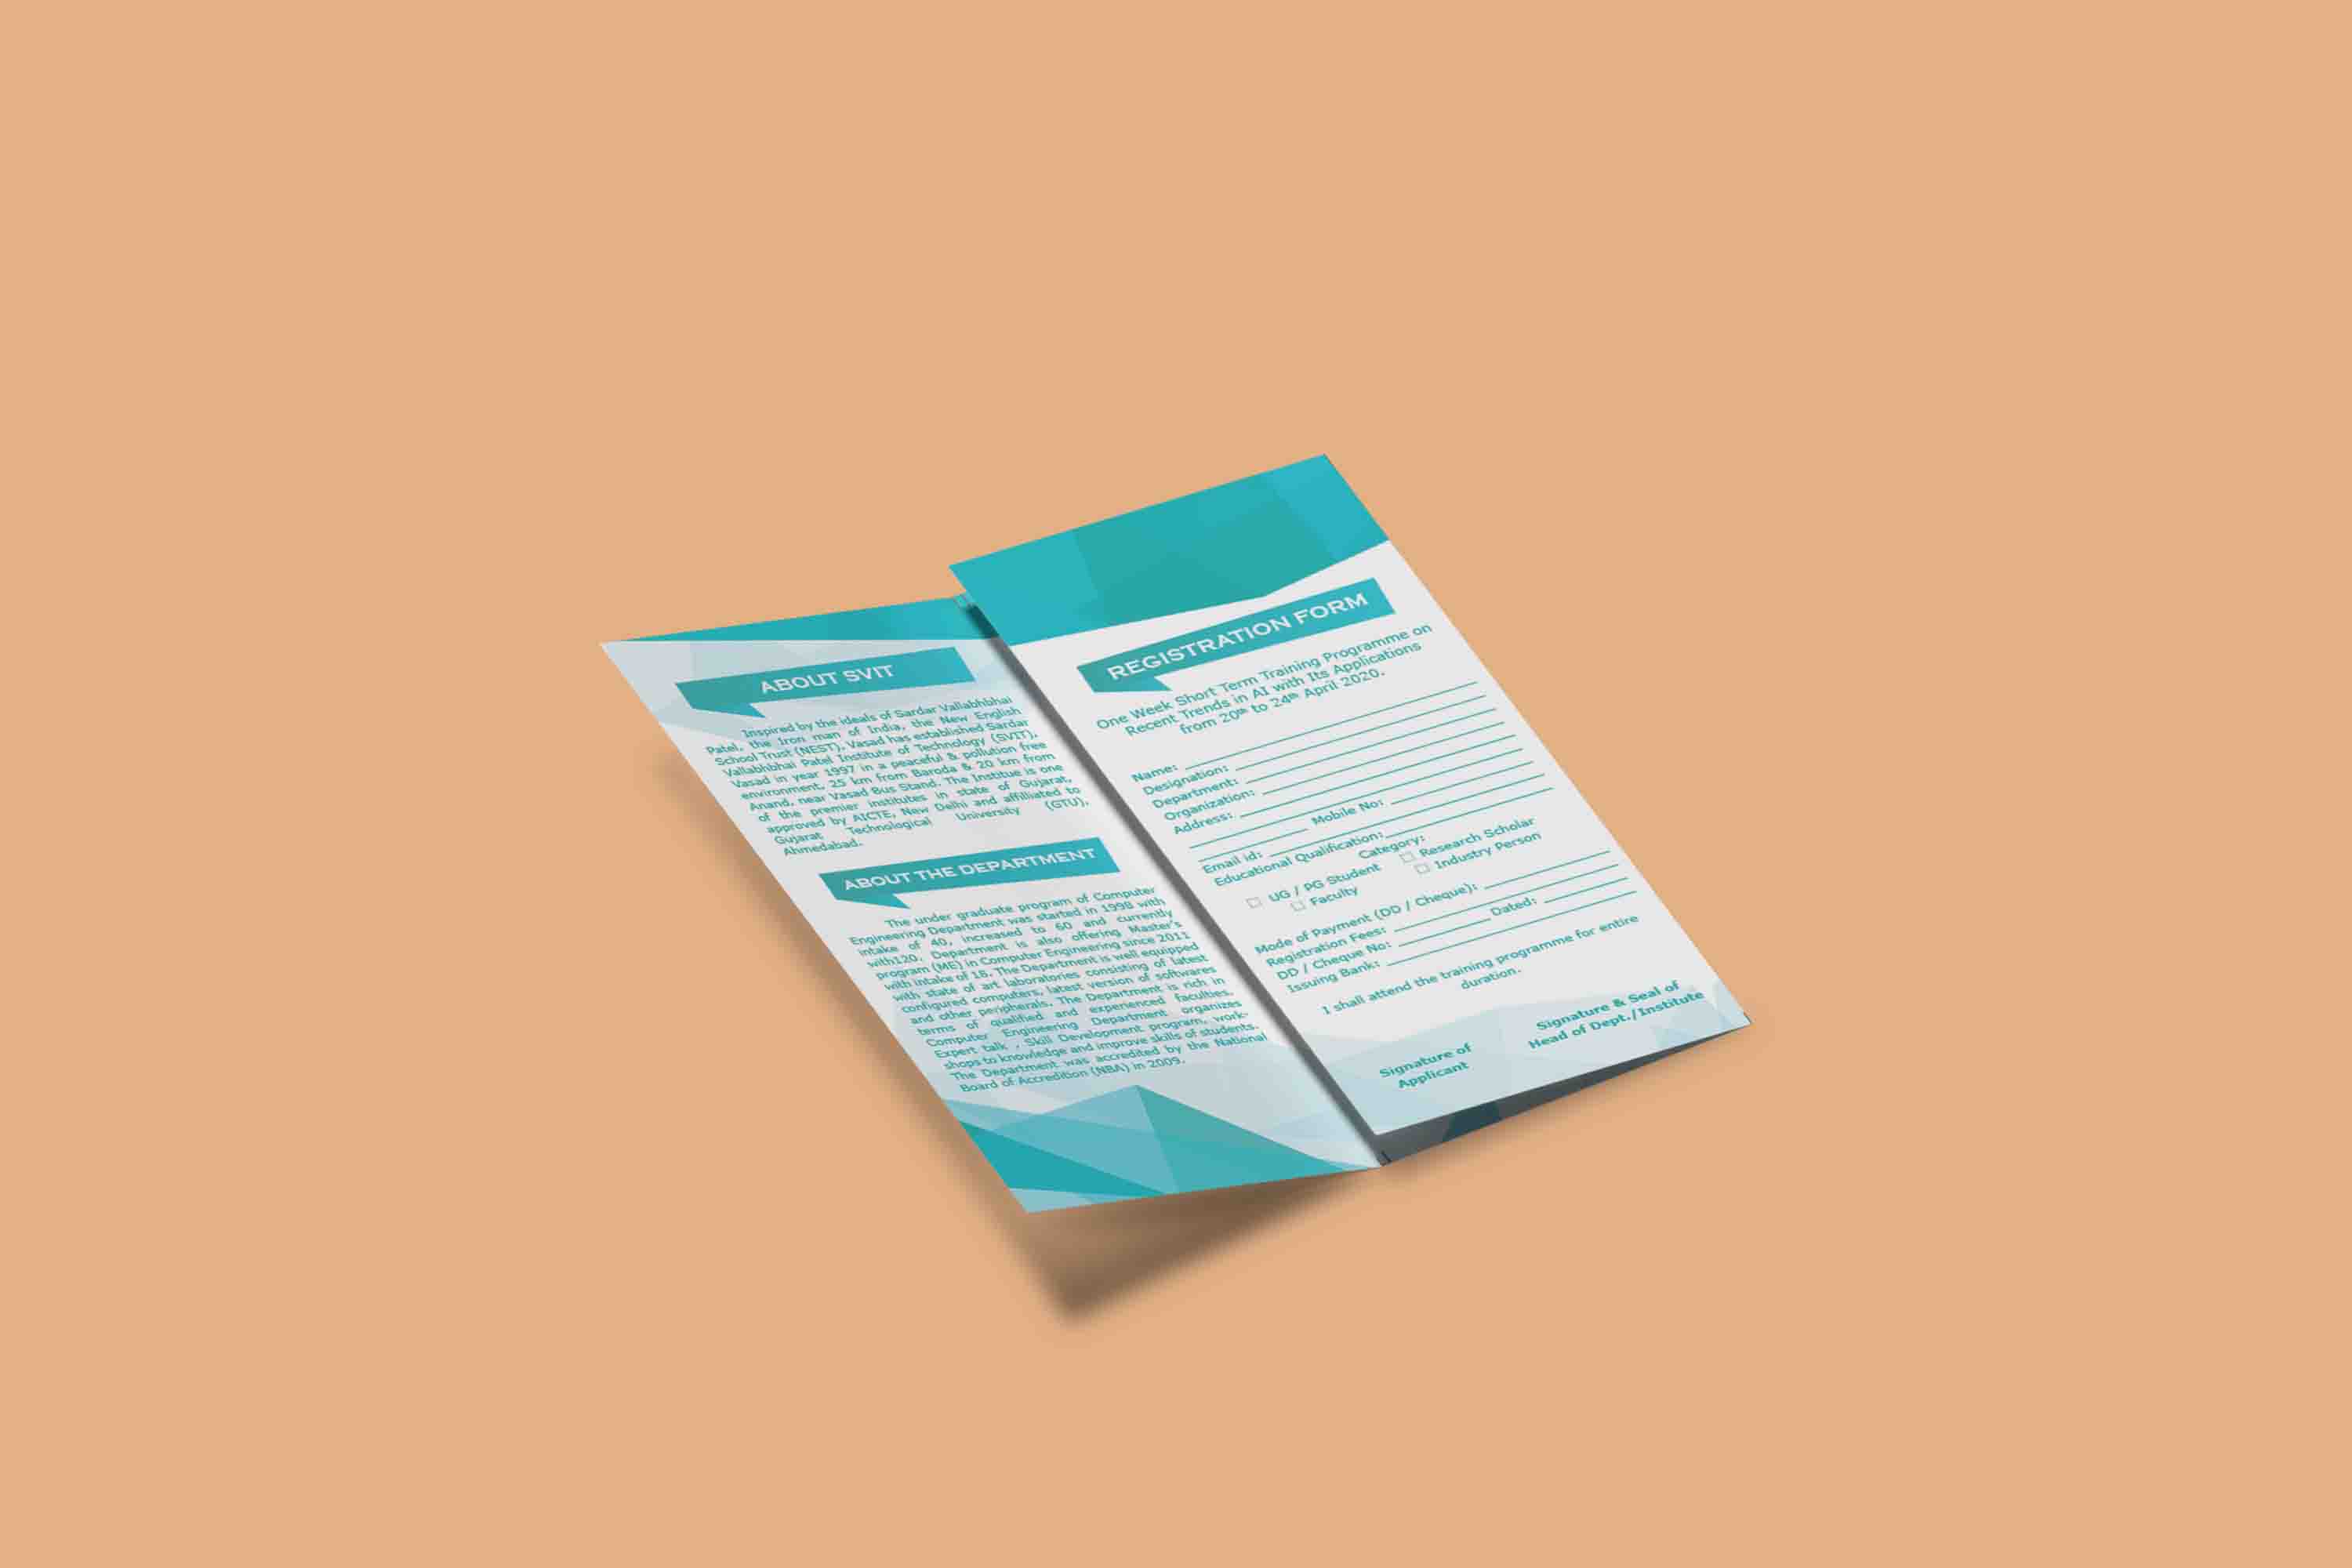 ABOUT SVIT
Inspired by the ideals of Sardar Vallabhbhai
Patel, the Iron man of India, the New English
School Trust (NEST), Vasad has established Sardar
Vallabhbhai Patel Institute of Technology (SVIT),
Vasad in year 1997 in a peaceful & pollution free
environment, 25 km from Baroda & 20 km from
Anand, near Vasad Bus Stand. The Institue is one
of the premier institutes in state of Gujarat,
approved by AICTE, New Delhi and affiliated to
Gujarat Technological University (GTU),
Ahmedabad.
ABOUT THE DEPARTMENT
The under graduate program of Computer
Engineering Department was started in 1998 with
intake of 40, increased to 60 and currently
with120. Department is also offering Master's
program (ME) in Computer Engineering since 2011
with intake of 18. The Department is well equipped
with state of art laboratories consisting of latest
configured computers, latest version of softwares
and other peripherals. The Department is rich in
terms of qualified and experienced faculties.
Computer Engineering Department organizes
Expert talk , Skill Development program, work-
shops to knowledge and improve skills of students.
The Department was accredited by the National
Board of Accredition (NBA) in 2009.
REGISTRATION FORM
One Week Short Term Training Programme on
Recent Trends in AI with Its Applications
from 20th to 24th April 2020.
Name:
Designation:
Department:
Organization:
Address:
Mobile No:
Email id:
Educational Qualification:
Category:
UG / PG Student Research Scholar
Faculty Industry Person
Mode of Payment (DD / Cheque):
Registration Fees:
DD / Cheque No: Dated:
Issuing Bank:
I shall attend the training programme for entire
duration.
Signature of
Applicant
Signature & Seal of
Head of Dept./Institute